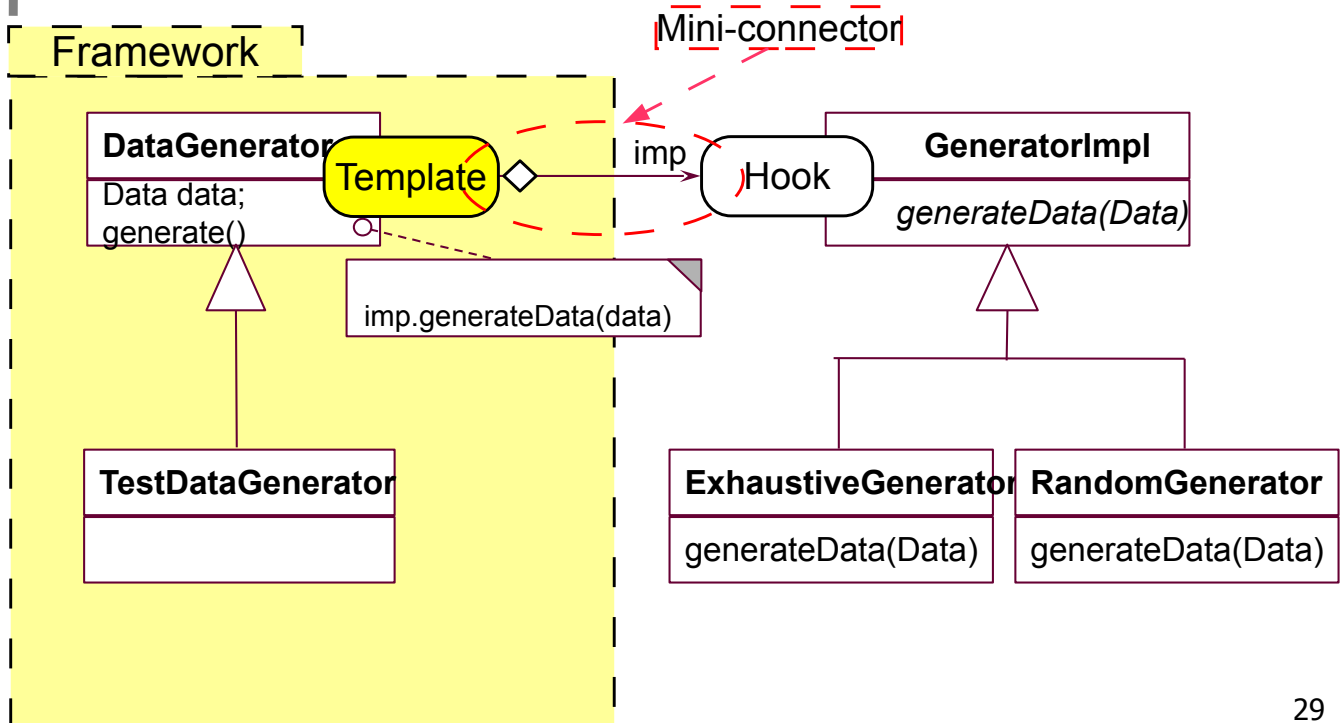 Mini-connector
Framework
DataGenerator
Template
imp
Hook
GeneratorImpl
Data data;
generate()
generateData(Data)
imp.generateData(data)
TestDataGenerator
ExhaustiveGenerator
RandomGenerator
generateData(Data)
generateData(Data)
29